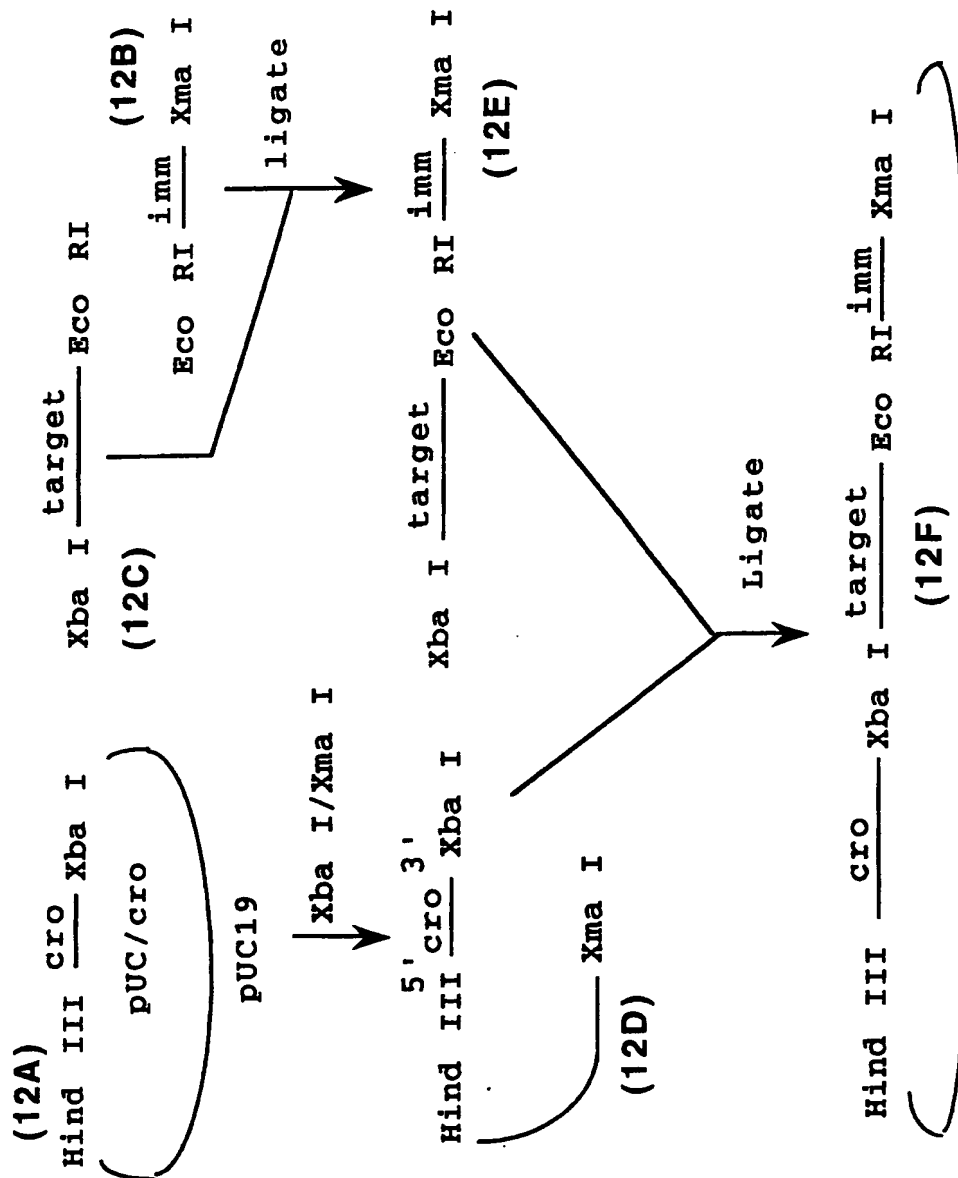 (12A)
Hind III cro Xba I
pUC/cro
pUC19
Xba I/Xma I
5' 3'
Hind III cro Xba I
Xma I
(12D)
Xba I target Eco RI
(12C)
(12B)
Eco RI imm Xma I
ligate
Xba I target Eco RI imm Xma I
(12E)
Ligate
Hind III cro Xba I target Eco RI imm Xma I
(12F)